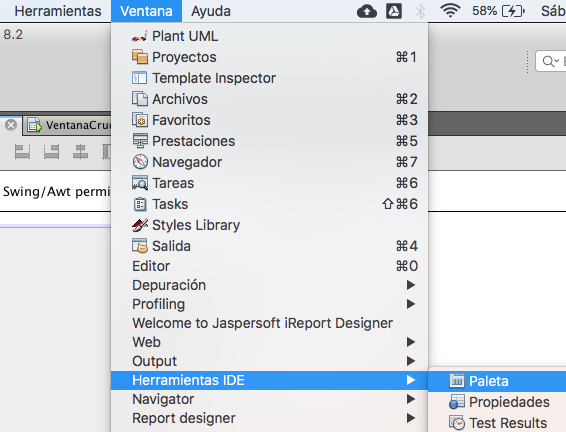 Herramientas Ventana Ayuda 58% Sáb
8.2
VentanaCru
Swing/Awt permi
Plant UML
Proyectos ⌘1
Template Inspector
Archivos ⌘2
Favoritos ⌘3
Prestaciones ⌘5
Navegador ⌘7
Tareas ⌘6
Tasks ⇧⌘6
Styles Library
Salida ⌘4
Editor ⌘0
Depuración
Profiling
Welcome to Jaspersoft iReport Designer
Web
Output
Herramientas IDE
Navigator
Report designer
Paleta
Propiedades
Test Results